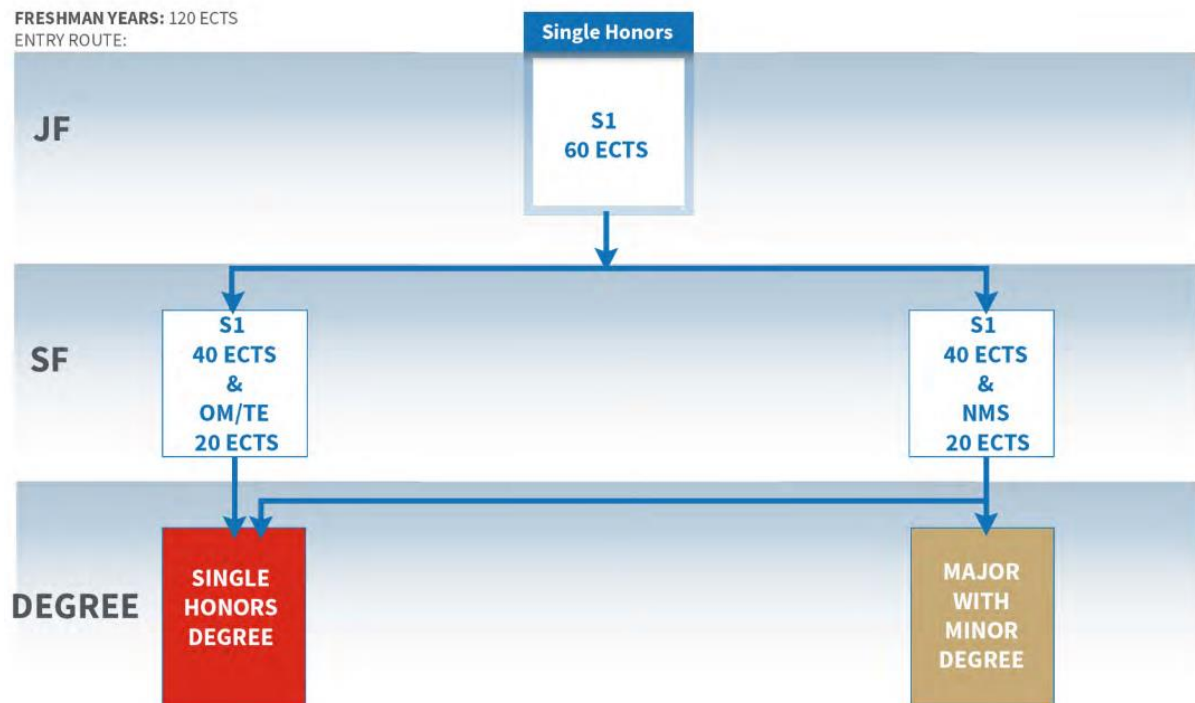 FRESHMAN YEARS: 120 ECTS
ENTRY ROUTE:
Single Honors
JF
S1
60 ECTS
SF
S1
40 ECTS
&
OM/TE
20 ECTS
S1
40 ECTS
&
NMS
20 ECTS
DEGREE
SINGLE
HONORS
DEGREE
MAJOR
WITH
MINOR
DEGREE